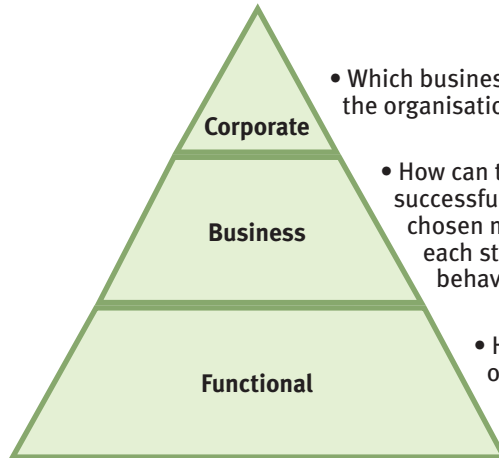 • Which busines
the organisatio
Corporate
• How can t
successfu
chosen m
Business
each st
behav
• H
o
Functional